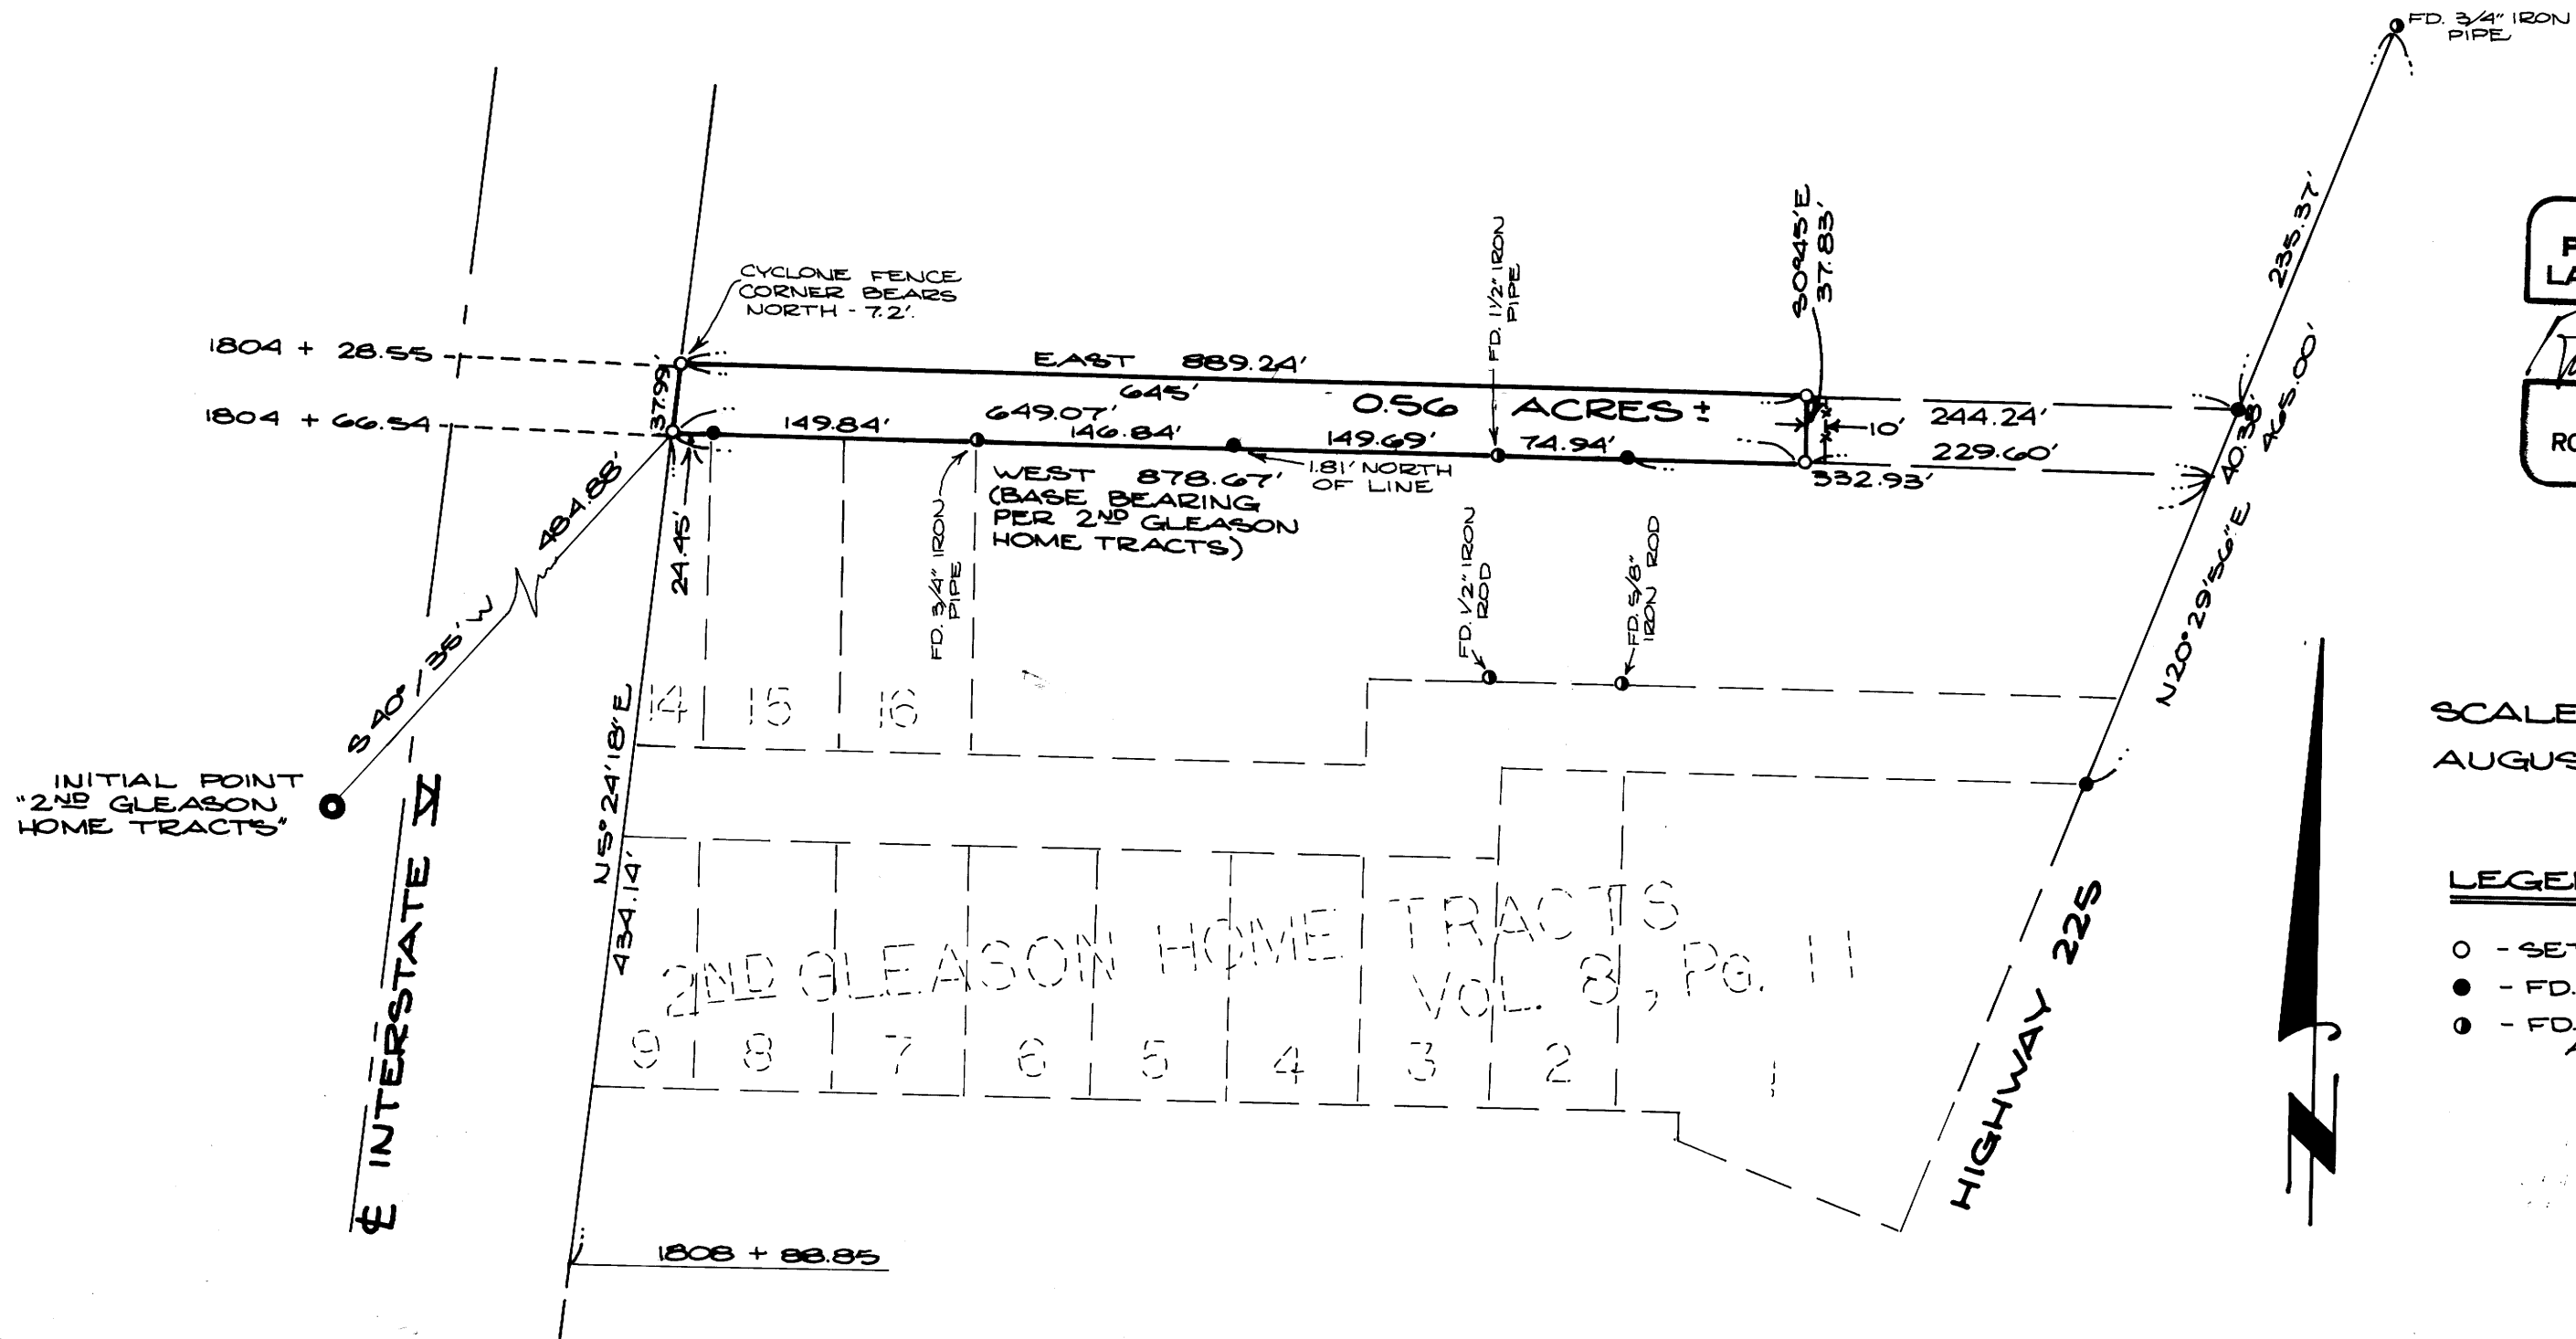 FD. 3/4" IRON
PIPE
235.37'
465.00'
40.38'
N20°29'56"E
S0°45'E
37.83'
FD. 1 1/2" IRON
PIPE
CYCLONE FENCE
CORNER BEARS
NORTH - 7.2'.
1804 + 28.55
1804 + 66.54
37.99'
EAST 889.24'
645'
649.07'
0.56 ACRES ±
10'
244.24'
149.84'
146.84'
149.69'
74.94'
229.60'
332.93'
WEST 878.67'
(BASE BEARING
PER 2ND GLEASON
HOME TRACTS)
1.81' NORTH
OF LINE
484.88'
S 40° 35' W
24.45'
FD. 3/4" IRON
PIPE
FD. 1/2" IRON
ROD
FD. 5/8"
IRON ROD
14
15
16
N5°24'18"E
434.14'
INITIAL POINT
"2ND GLEASON
HOME TRACTS"
℄ INTERSTATE V
2ND GLEASON HOME TRACTS
VOL. 8, PG. 11
9
8
7
6
5
4
3
2
1
1808 + 88.85
HIGHWAY 225
N
P
LA
RO
SCALE
AUGUS
LEGE
- SET
- FD.
- FD.